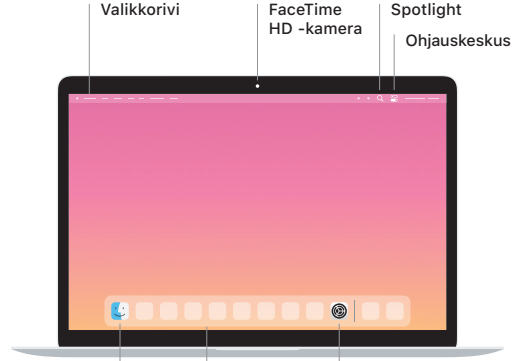 Valikkorivi
FaceTime
HD -kamera
Spotlight
Ohjauskeskus